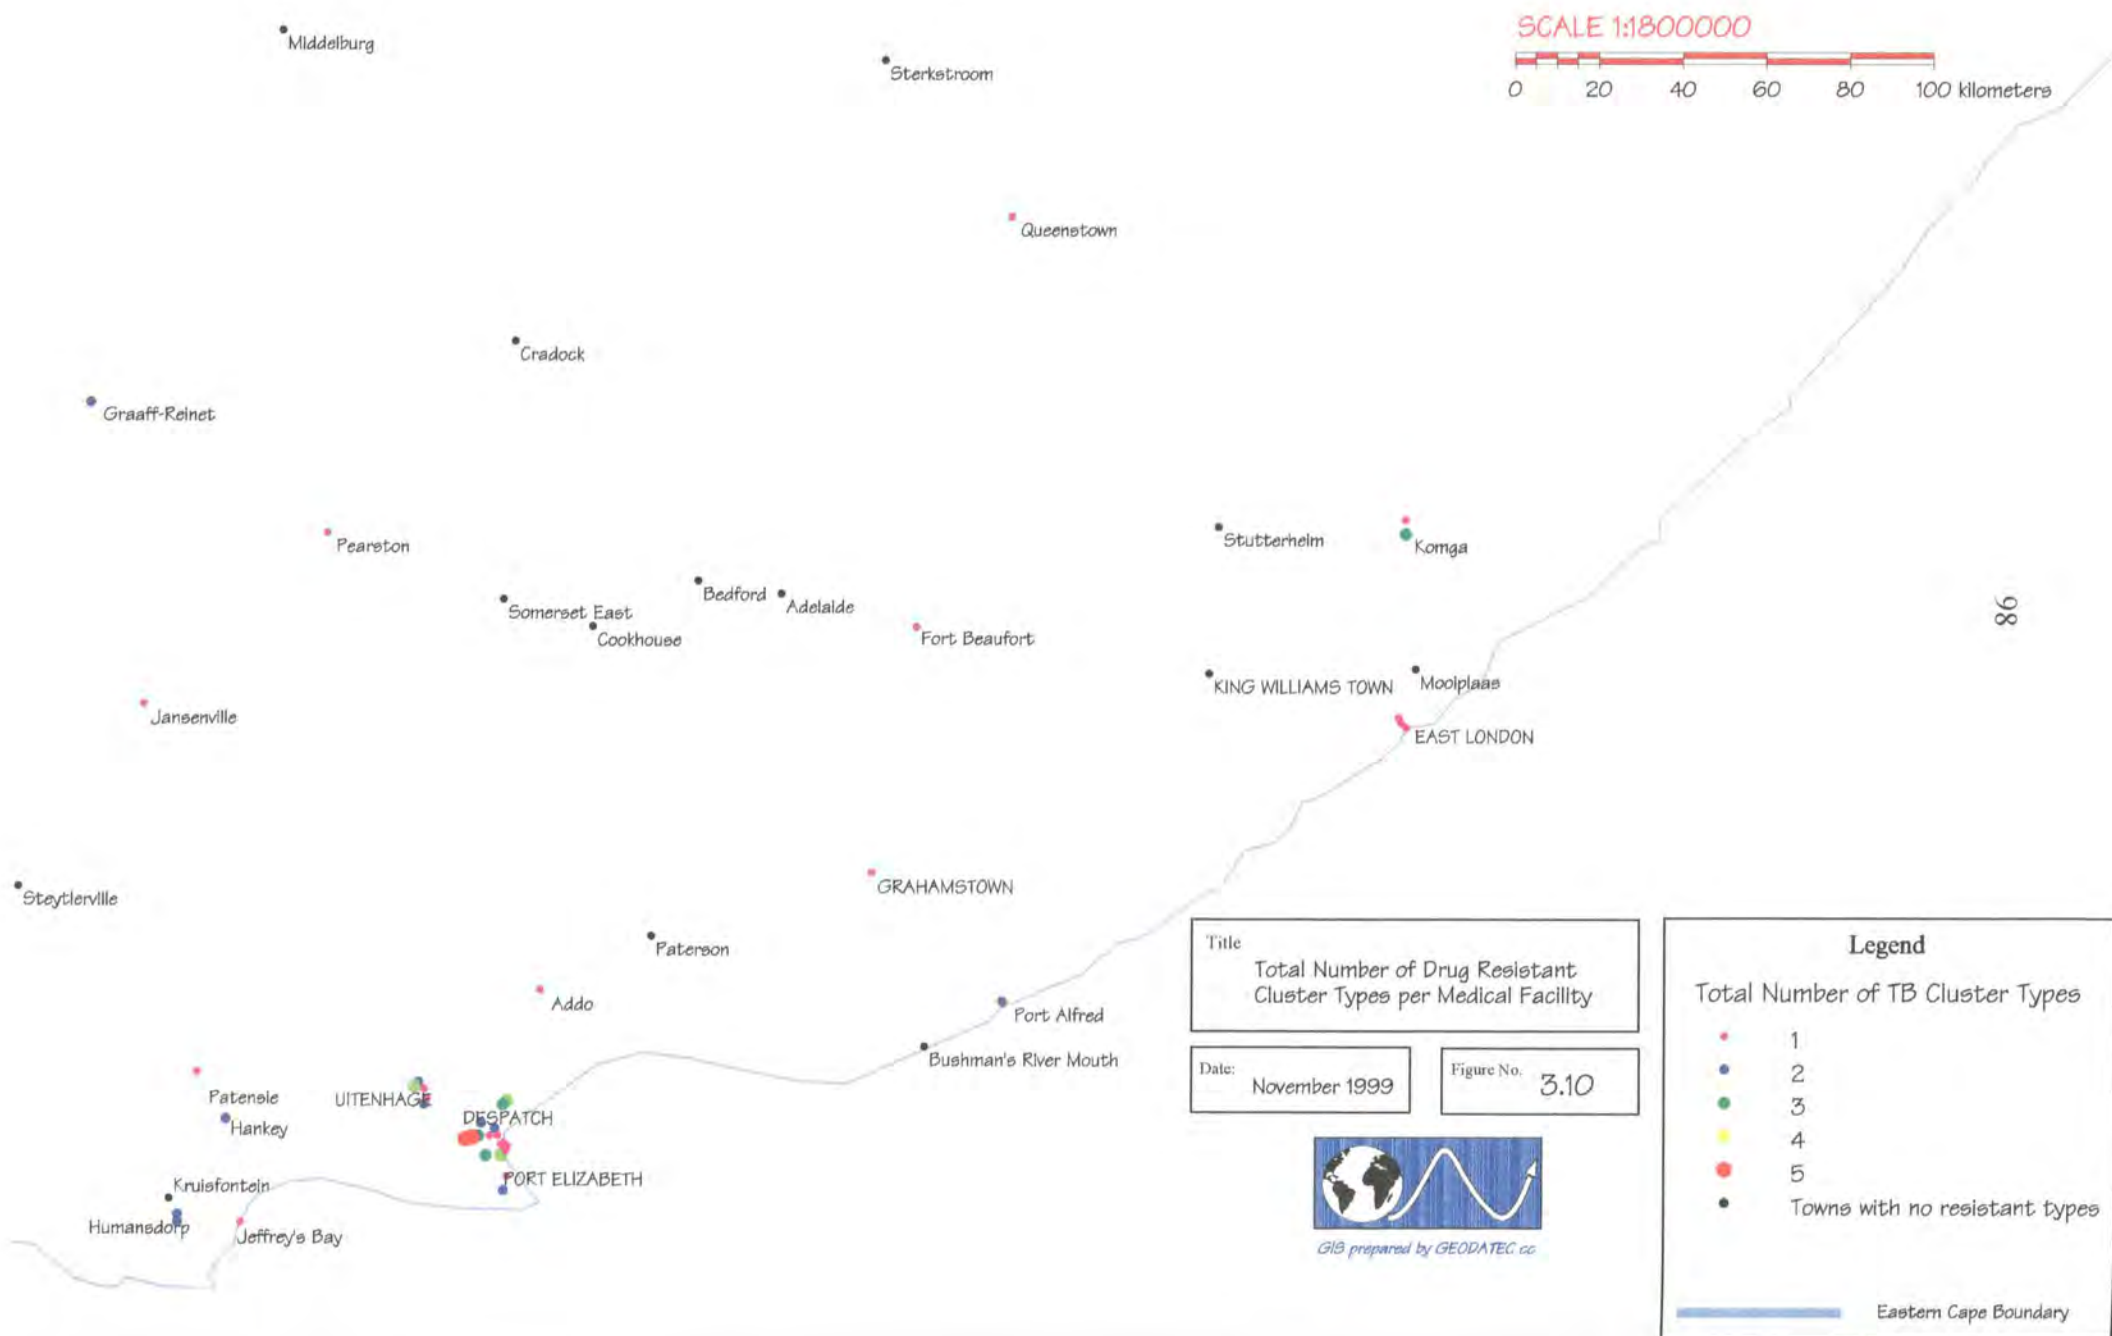 SCALE 1:1800000
0 20 40 60 80 100 kilometers
Middelburg
Sterkstroom
Queenstown
Cradock
Graaff-Reinet
Pearston
Stutterheim
Komga
Somerset East
Bedford
Adelaide
Cookhouse
Fort Beaufort
98
KING WILLIAMS TOWN
Mooiplaas
Jansenville
EAST LONDON
Steytlerville
GRAHAMSTOWN
Paterson
Addo
Port Alfred
Bushman's River Mouth
Patensie
UITENHAGE
DESPATCH
Hankey
PORT ELIZABETH
Kruisfontein
Humansdorp
Jeffrey's Bay
Title
Total Number of Drug Resistant
Cluster Types per Medical Facility
Date:
November 1999
Figure No.
3.10
GIS prepared by GEODATEC cc
Legend
Total Number of TB Cluster Types
1
2
3
4
5
Towns with no resistant types
Eastern Cape Boundary